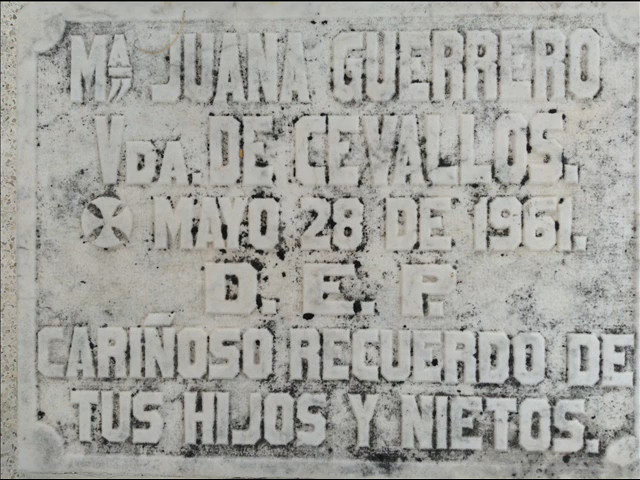 Mª JUANA GUERRERO
VDA. DE CEVALLOS.
✠ MAYO 28 DE 1961.
D. E. P.
CARIÑOSO RECUERDO DE
TUS HIJOS Y NIETOS.